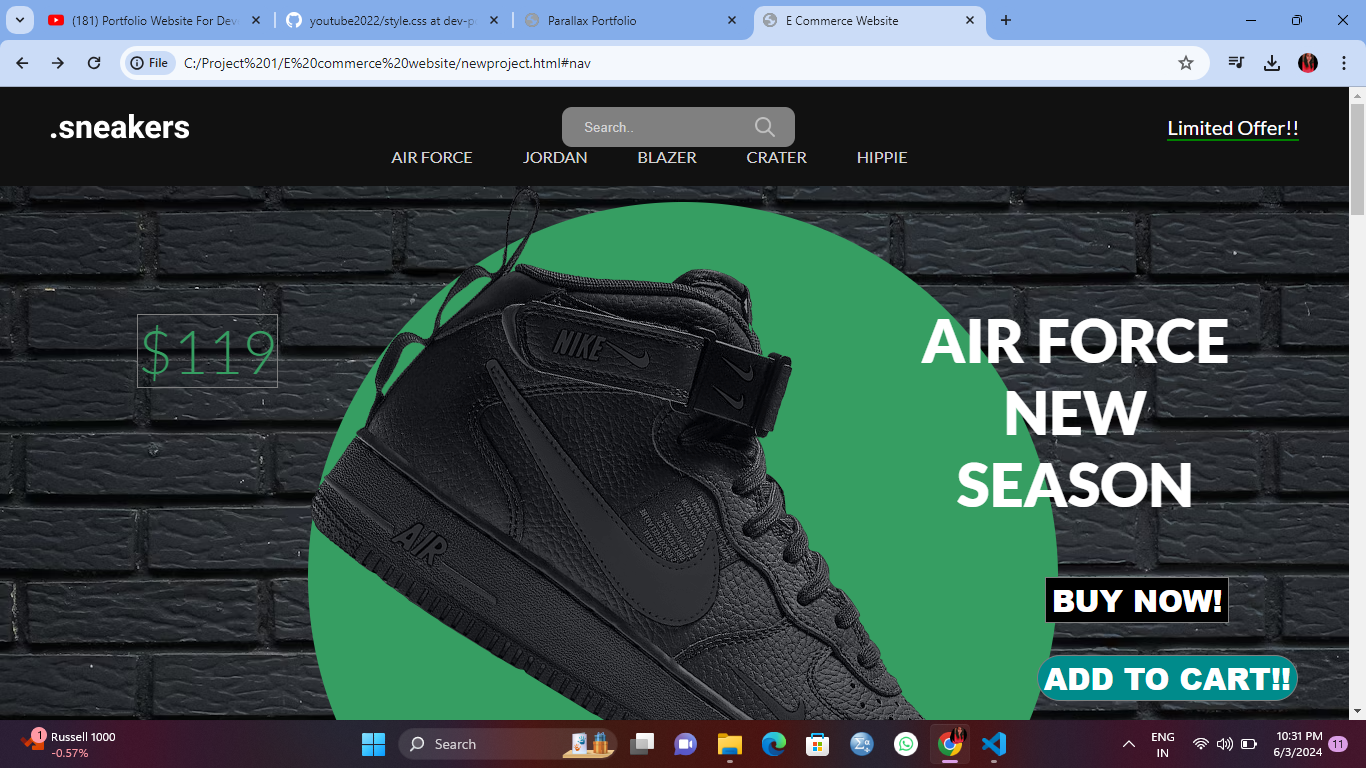 (181) Portfolio Website For Dev
youtube2022/style.css at dev-p
Parallax Portfolio
E Commerce Website
File
C:/Project%201/E%20commerce%20website/newproject.html#nav
.sneakers
Search..
Limited Offer!!
AIR FORCE
JORDAN
BLAZER
CRATER
HIPPIE
$119
NIKE
AIR
AIR FORCE
NEW
SEASON
BUY NOW!
ADD TO CART!!
1
Russell 1000
-0.57%
Search
ENG
IN
10:31 PM
6/3/2024
11